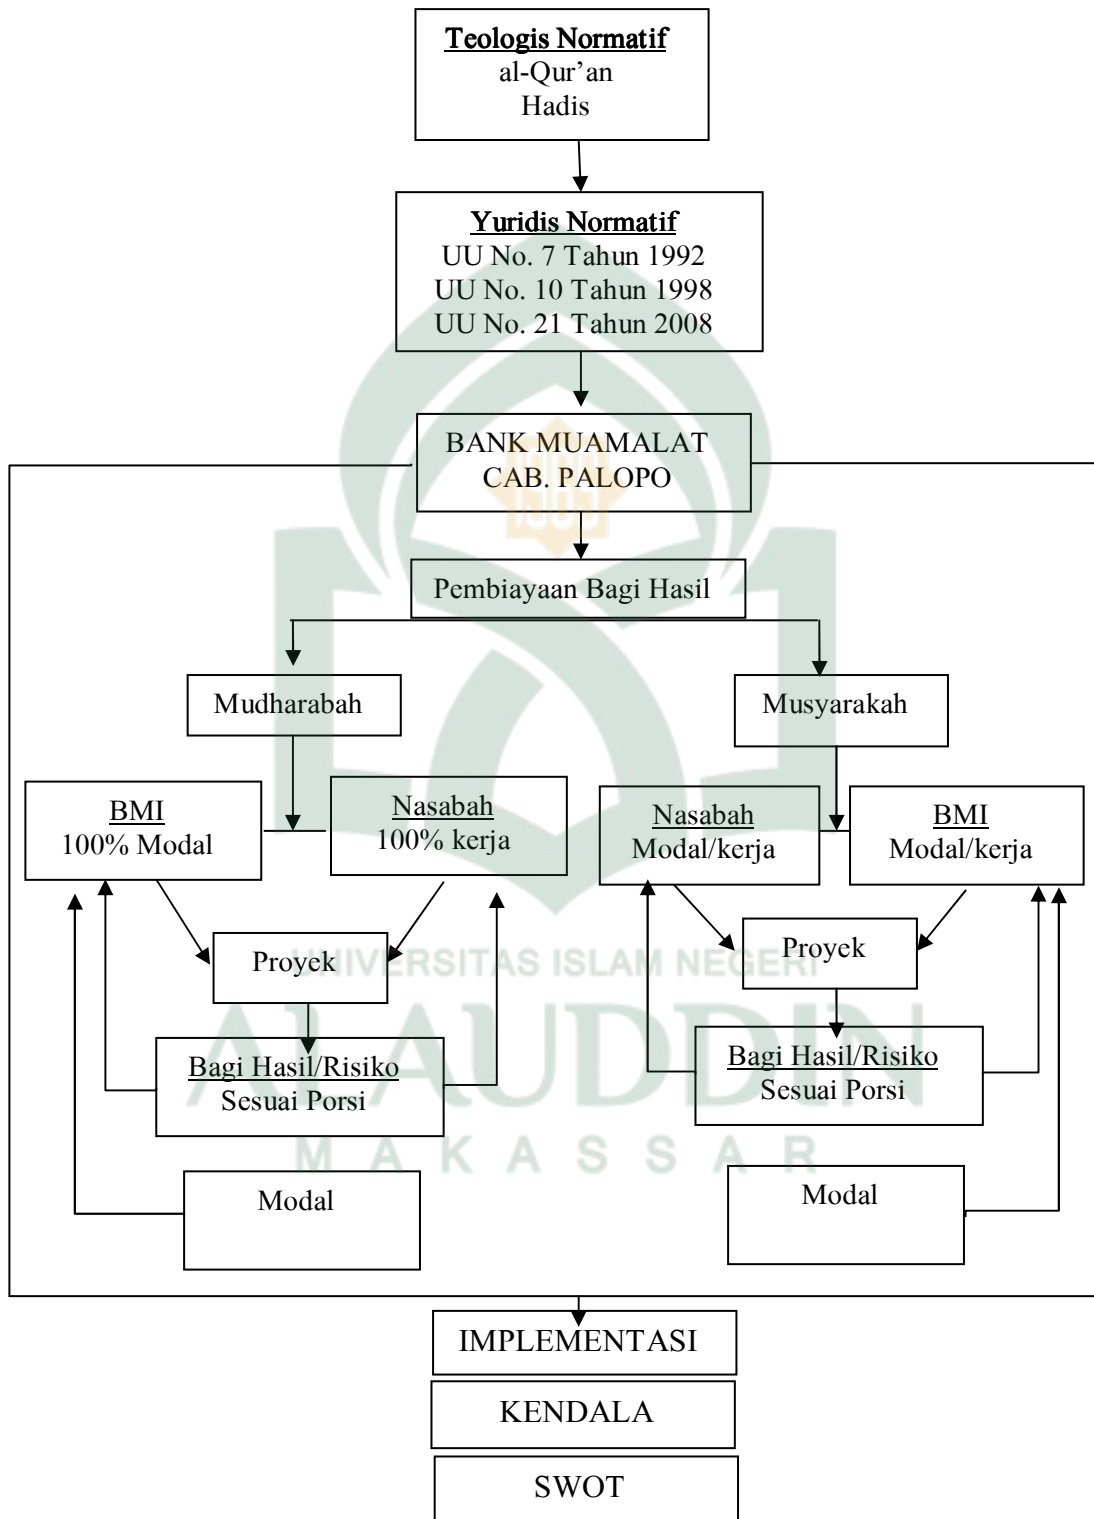 Teologis Normatif
al-Qur’an
Hadis
Yuridis Normatif
UU No. 7 Tahun 1992
UU No. 10 Tahun 1998
UU No. 21 Tahun 2008
BANK MUAMALAT
CAB. PALOPO
1965
Pembiayaan Bagi Hasil
Mudharabah
Musyarakah
BMI
100% Modal
Nasabah
100% kerja
Nasabah
Modal/kerja
BMI
Modal/kerja
Proyek
Proyek
UNIVERSITAS ISLAM NEGERI
ALAUDDIN
MAKASSAR
Bagi Hasil/Risiko
Sesuai Porsi
Bagi Hasil/Risiko
Sesuai Porsi
Modal
Modal
IMPLEMENTASI
KENDALA
SWOT